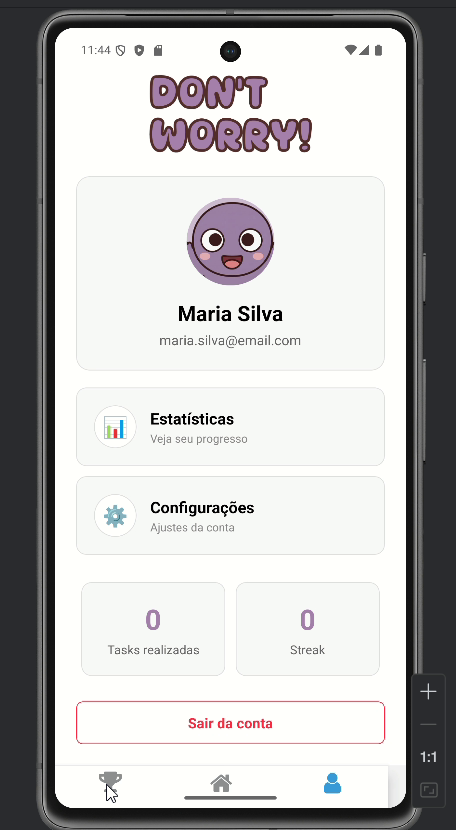 11:44
DON'T
WORRY!
Maria Silva
maria.silva@email.com
Estatísticas
Veja seu progresso
Configurações
Ajustes da conta
0
Tasks realizadas
0
Streak
Sair da conta
1:1